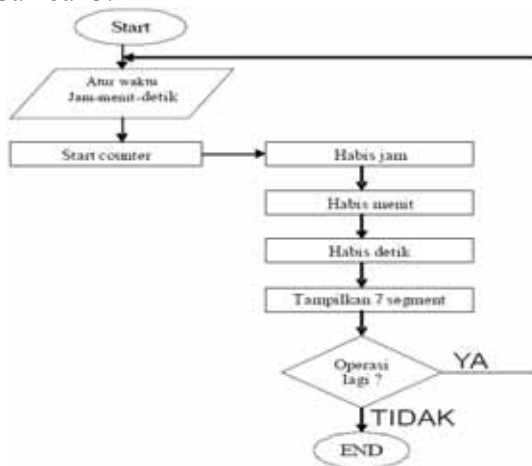 Start
Atur waktu
Jam-menit-detik
Start counter
Habis jam
Habis menit
Habis detik
Tampilkan 7 segment
Operasi
lagi ?
YA
TIDAK
END